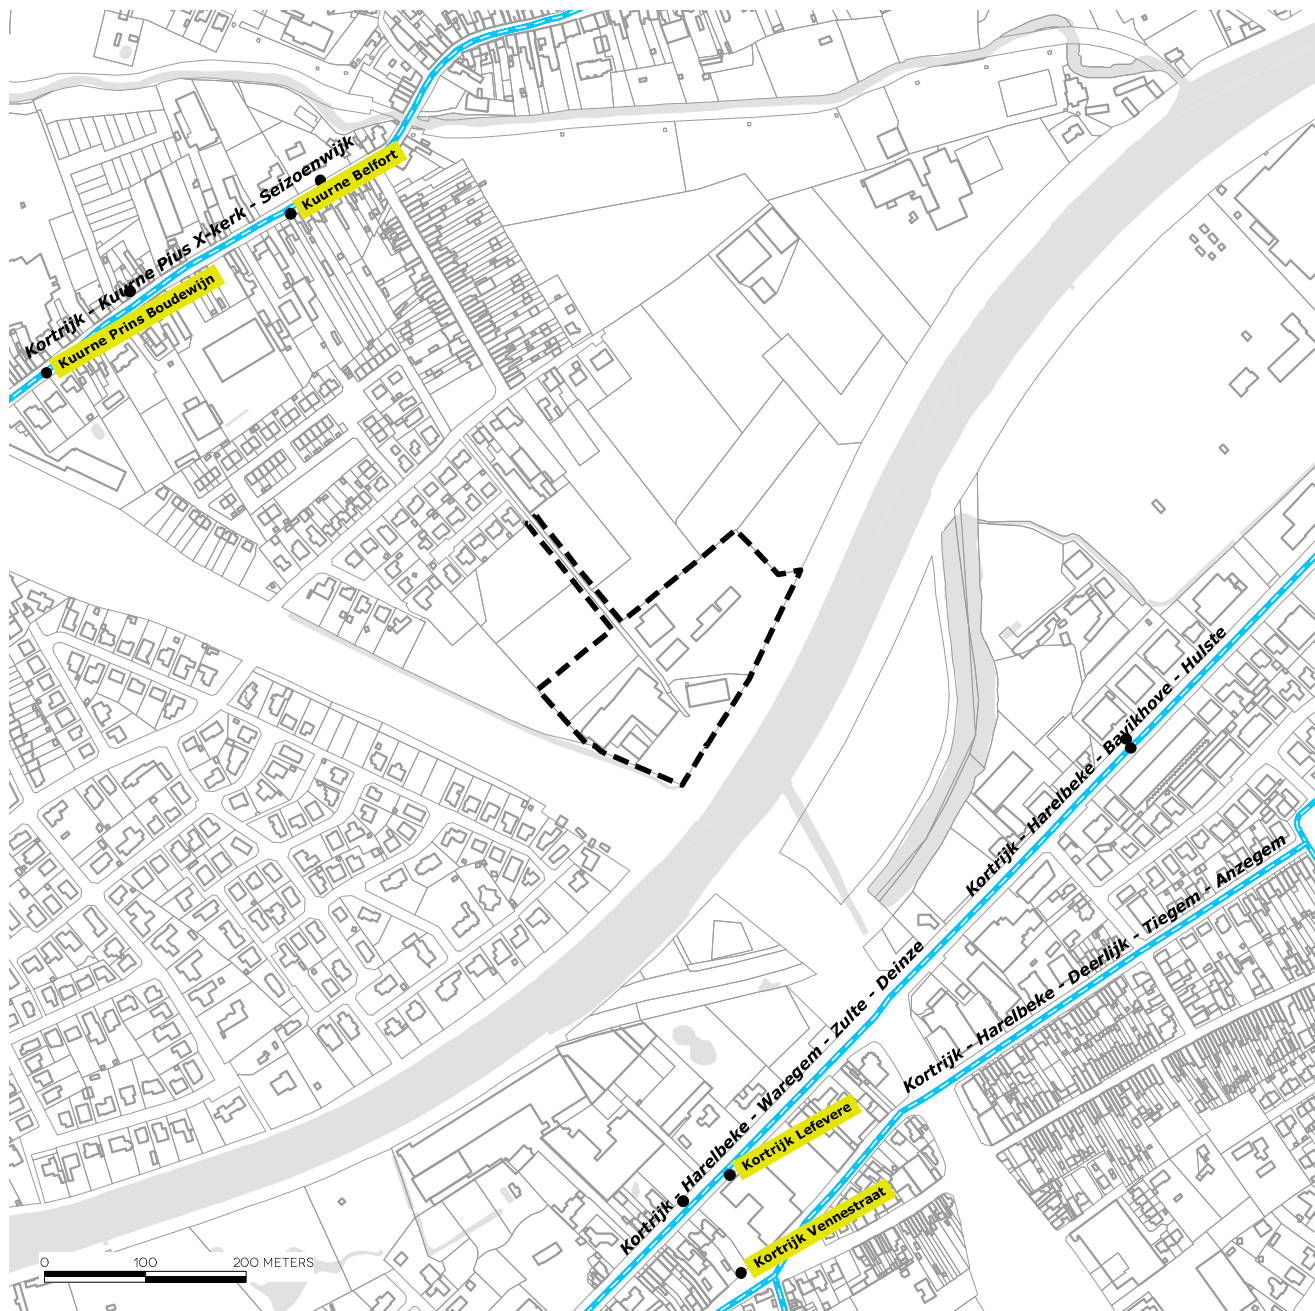 Kortrijk - Kuurne Pius X-kerk - Seizoenwijk
Kuurne Belfort
Kuurne Prins Boudewijn
Kortrijk - Harelbeke - Bavikhove - Hulste
Kortrijk - Harelbeke - Deerlijk - Tiegem - Anzegem
Kortrijk - Harelbeke - Waregem - Zulte - Deinze
Kortrijk Lefevere
Kortrijk Vennestraat
0 100 200 METERS